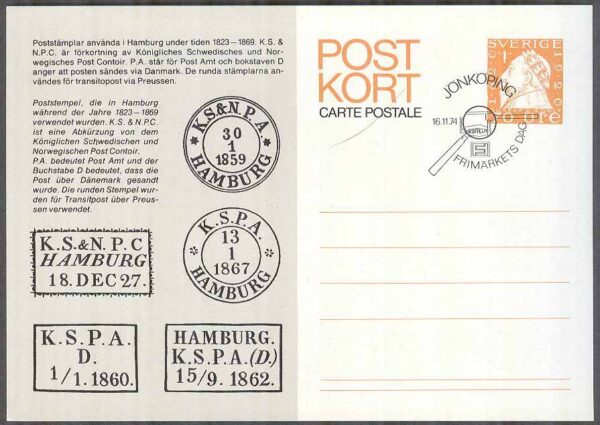 Poststämplar använda i Hamburg under tiden 1823–1869. K.S. &
N.P.C. är förkortning av Königliches Schwedisches und Nor-
wegisches Post Contoir. P.A. står för Post Amt och bokstaven D
anger att posten sändes via Danmark. De runda stämplarna an-
vändes för transitopost via Preussen.
Poststempel, die in Hamburg
während der Jahre 1823–1869
verwendet wurden. K.S. & N.P.C.
ist eine Abkürzung von dem
Königlichen Schwedischen und
Norwegischen Post Contoir.
P.A. bedeutet Post Amt und der
Buchstabe D bedeutet, dass die
Post über Dänemark gesandt
wurde. Die runden Stempel wur-
den für Transitpost über Preus-
sen verwendet.
K.S.&N.P.A.
30
1
1859
HAMBURG
K.S.&N.P.C
HAMBURG
18.DEC 27.
K.S.P.A.
13
1
1867
HAMBURG
K.S.P.A.
D.
1/1.1860.
HAMBURG.
K.S.P.A.(D.)
15/9. 1862.
POST
KORT
CARTE POSTALE
SVERIGE
ÖRE
JÖNKÖPING
16.11.74
S
FRIMÄRKETS DAG